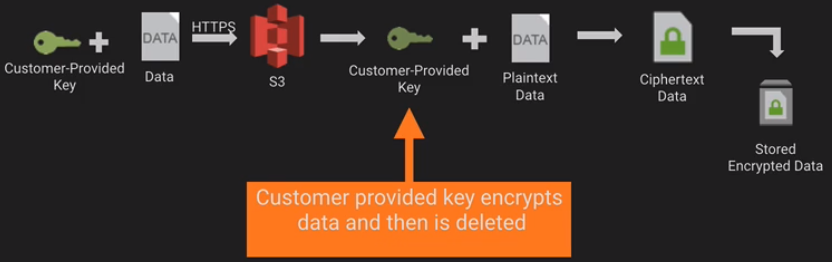 HTTPS
DATA
DATA
Customer-Provided
Key
Data
S3
Customer-Provided
Key
Plaintext
Data
Ciphertext
Data
Stored
Encrypted Data
Customer provided key encrypts
data and then is deleted